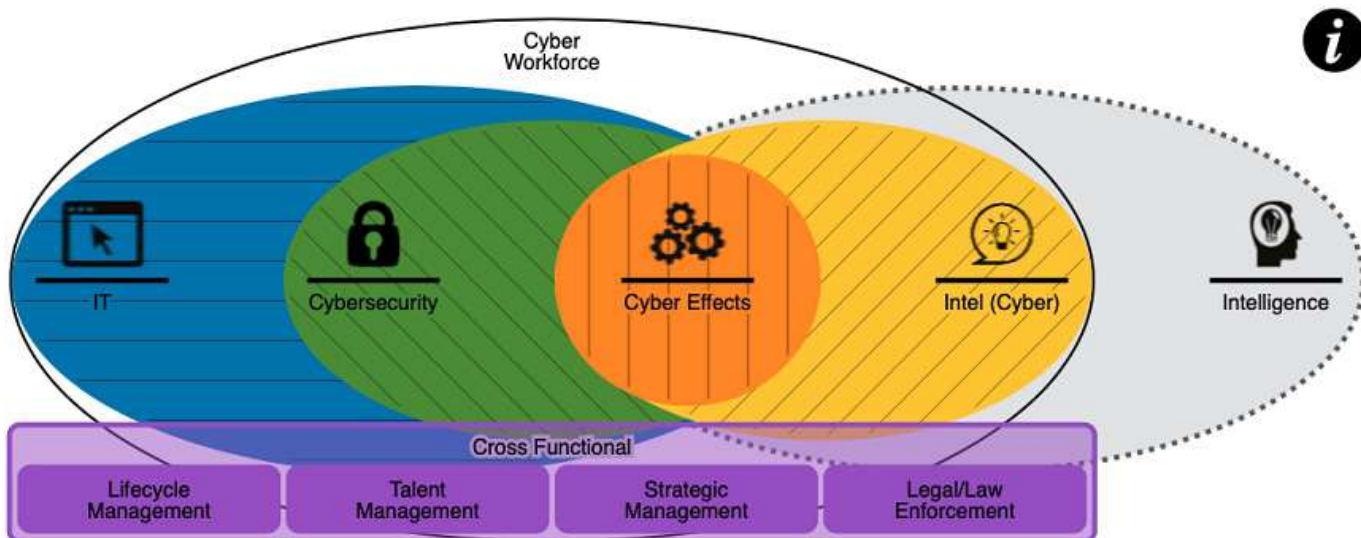 Cyber
Workforce
i
IT
Cybersecurity
Cyber Effects
Intel (Cyber)
Intelligence
Cross Functional
Lifecycle
Management
Talent
Management
Strategic
Management
Legal/Law
Enforcement